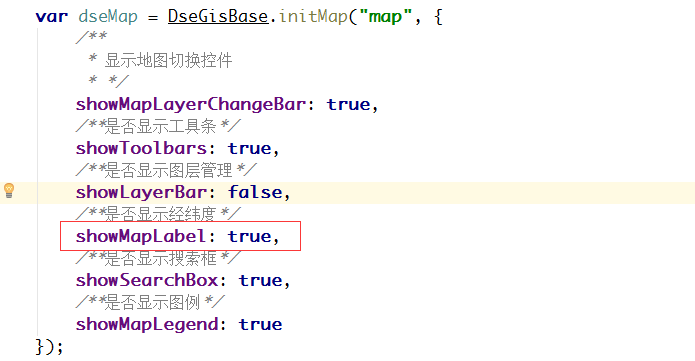 var dseMap = DseGisBase.initMap("map", {
/**
* 显示地图切换控件
* */
showMapLayerChangeBar: true,
/**是否显示工具条*/
showToolbars: true,
/**是否显示图层管理*/
showLayerBar: false,
/**是否显示经纬度*/
showMapLabel: true,
/**是否显示搜索框*/
showSearchBox: true,
/**是否显示图例*/
showMapLegend: true
});